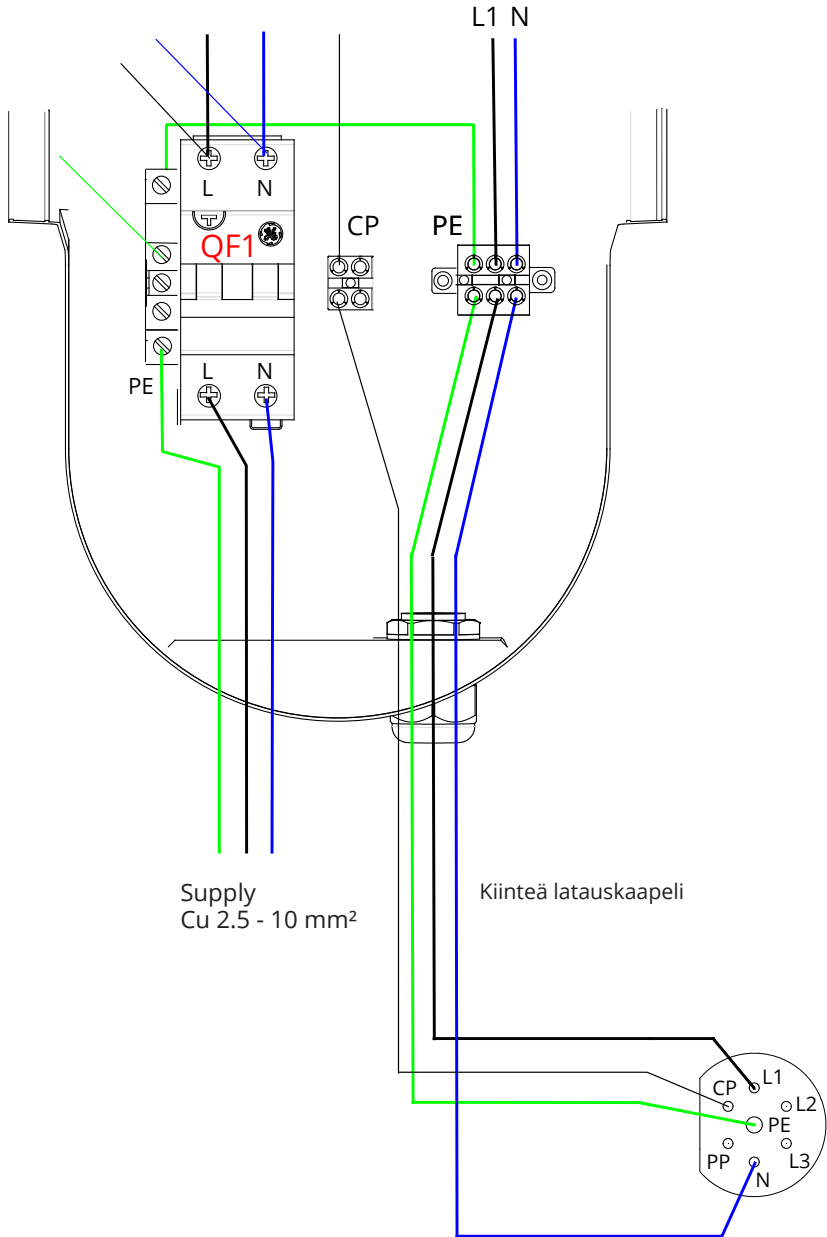 L1 N
L N
QF1
CP
PE
L N
PE
Supply
Cu 2.5 - 10 mm²
Kiinteä latauskaapeli
L1
CP
L2
PE
PP
L3
N